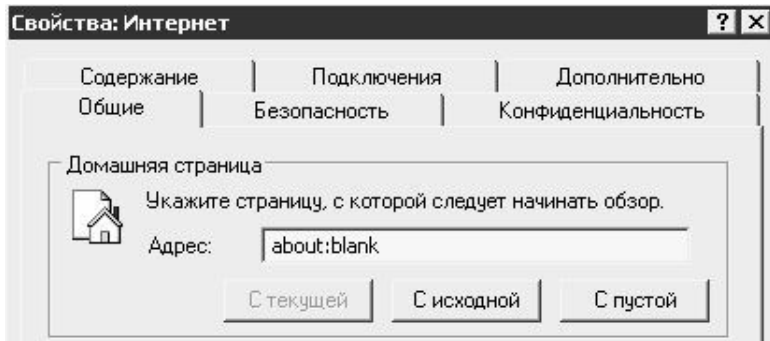 Свойства: Интернет
Содержание Подключения Дополнительно
Общие Безопасность Конфиденциальность
Домашняя страница
Укажите страницу, с которой следует начинать обзор.
Адрес: about:blank
С текущей С исходной С пустой